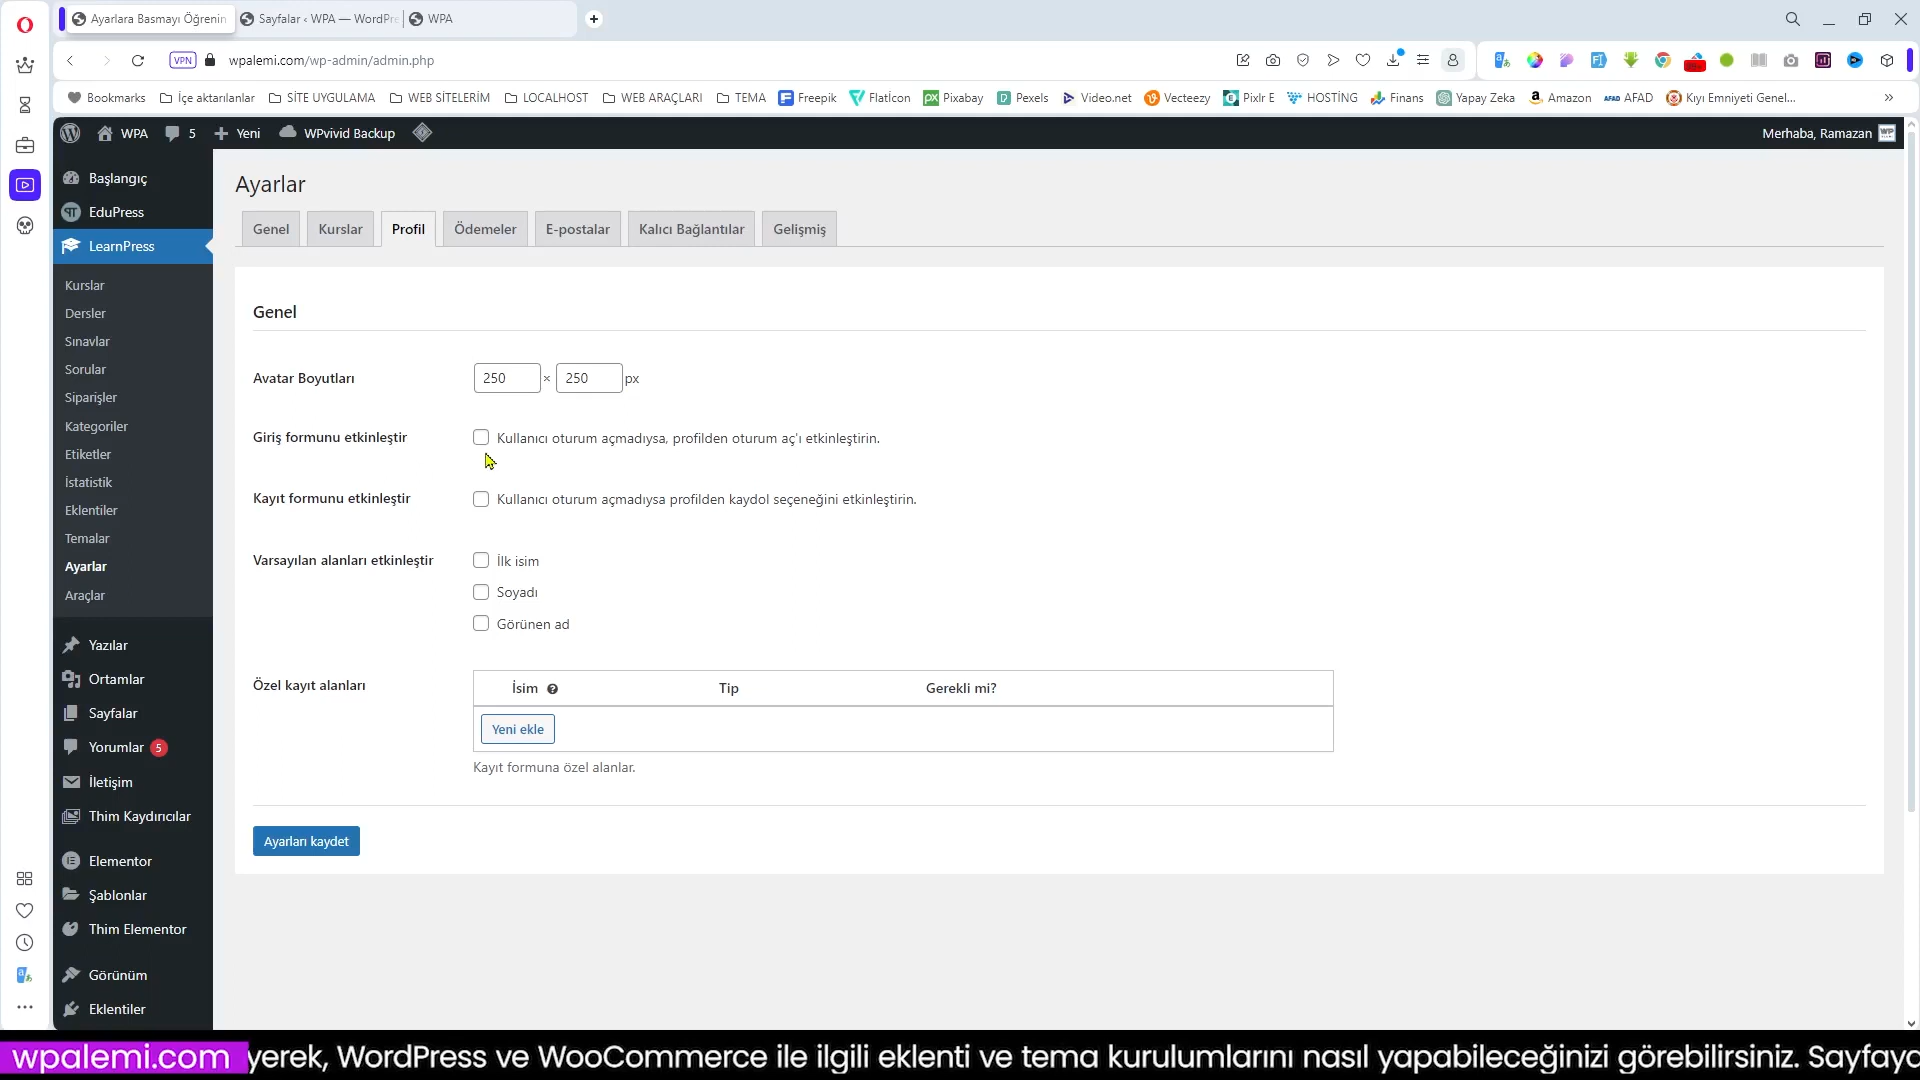 Ayarlara Basmayı Öğrenin
Sayfalar ‹ WPA — WordPr
WPA
VPN
wpalemi.com/wp-admin/admin.php
Bookmarks
İçe aktarılanlar
SİTE UYGULAMA
WEB SİTELERİM
LOCALHOST
WEB ARAÇLARI
TEMA
Freepik
Flatİcon
Pixabay
Pexels
Video.net
Vecteezy
Pixlr E
HOSTİNG
Finans
Yapay Zeka
Amazon
AFAD
Kıyı Emniyeti Genel...
WPA
5
Yeni
WPvivid Backup
Merhaba, Ramazan
Başlangıç
EduPress
LearnPress
Kurslar
Dersler
Sınavlar
Sorular
Siparişler
Kategoriler
Etiketler
İstatistik
Eklentiler
Temalar
Ayarlar
Araçlar
Yazılar
Ortamlar
Sayfalar
Yorumlar 5
İletişim
Thim Kaydırıcılar
Elementor
Şablonlar
Thim Elementor
Görünüm
Eklentiler
Ayarlar
Genel
Kurslar
Profil
Ödemeler
E-postalar
Kalıcı Bağlantılar
Gelişmiş
Genel
Avatar Boyutları
250 × 250 px
Giriş formunu etkinleştir
Kullanıcı oturum açmadıysa, profilden oturum aç'ı etkinleştirin.
Kayıt formunu etkinleştir
Kullanıcı oturum açmadıysa profilden kaydol seçeneğini etkinleştirin.
Varsayılan alanları etkinleştir
İlk isim
Soyadı
Görünen ad
Özel kayıt alanları
İsim
Tip
Gerekli mi?
Yeni ekle
Kayıt formuna özel alanlar.
Ayarları kaydet
wpalemi.com
yerek, WordPress ve WooCommerce ile ilgili eklenti ve tema kurulumlarını nasıl yapabileceğinizi görebilirsiniz. Sayfaya